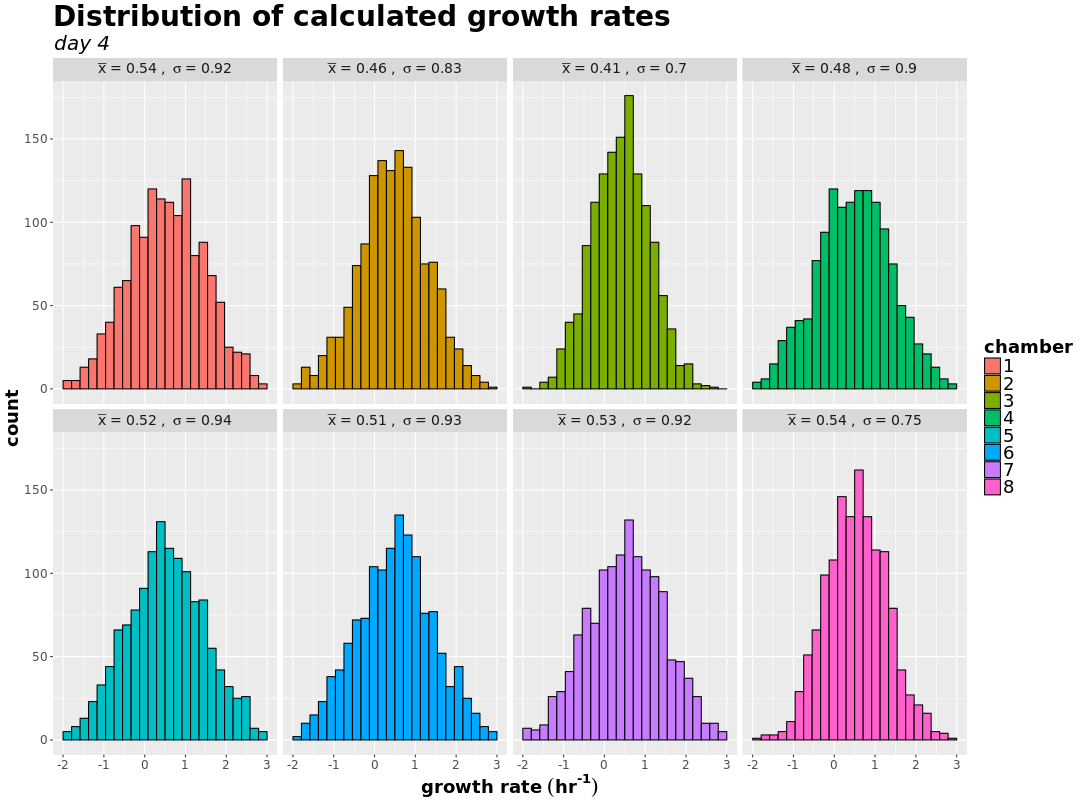 Distribution of calculated growth rates
day 4
x̅ = 0.54 , σ = 0.92
x̅ = 0.46 , σ = 0.83
x̅ = 0.41 , σ = 0.7
x̅ = 0.48 , σ = 0.9
150
100
50
0
x̅ = 0.52 , σ = 0.94
x̅ = 0.51 , σ = 0.93
x̅ = 0.53 , σ = 0.92
x̅ = 0.54 , σ = 0.75
150
100
50
0
count
-2 -1 0 1 2 3
-2 -1 0 1 2 3
-2 -1 0 1 2 3
-2 -1 0 1 2 3
growth rate (hr⁻¹)
chamber
1
2
3
4
5
6
7
8